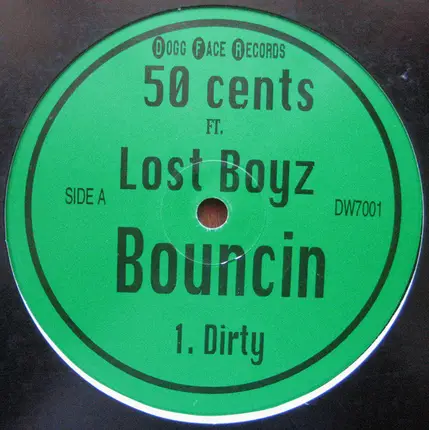 Dogg Face Records
50 cents
FT.
Lost Boyz
SIDE A
DW7001
Bouncin
1. Dirty